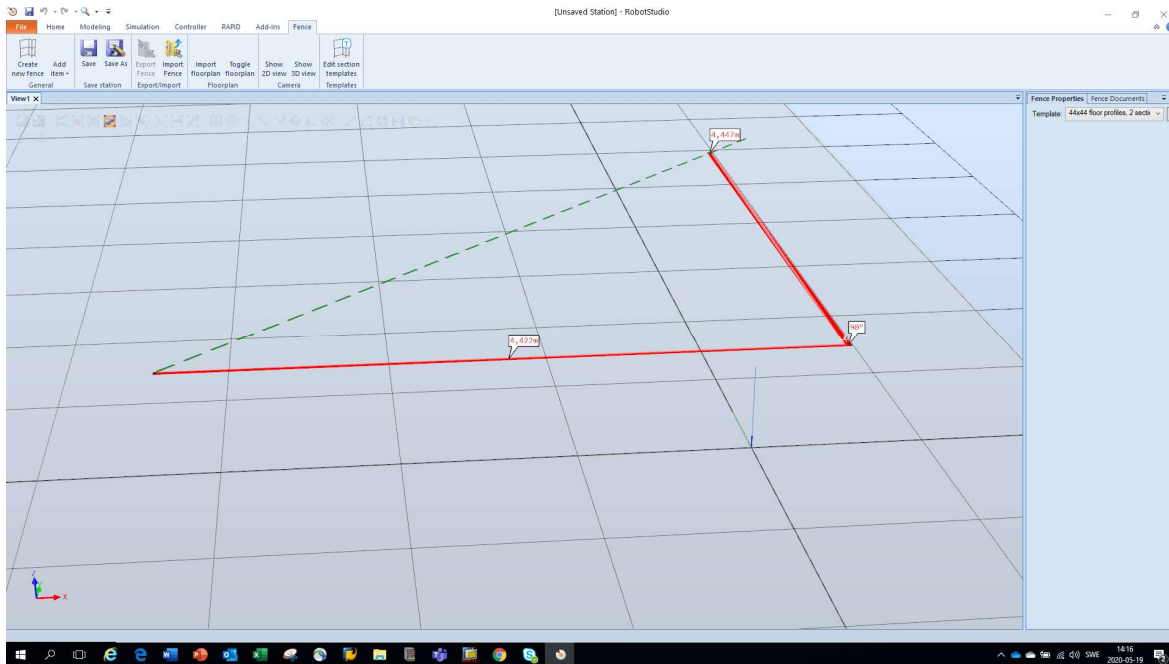 [Unsaved Station] - RobotStudio
File Home Modeling Simulation Controller RAPID Add-Ins Fence
Create new fence
Add item
Save
Save As
Export Fence
Import Fence
Import floorplan
Toggle floorplan
Show 2D view
Show 3D view
Edit section templates
General Save station Export/Import Floorplan Camera Templates
View1
Fence Properties Fence Documents
Template: 44x44 floor profiles, 2 sectic
4,447m
90°
4,422m
Z
X
SWE
14:16
2020-05-19